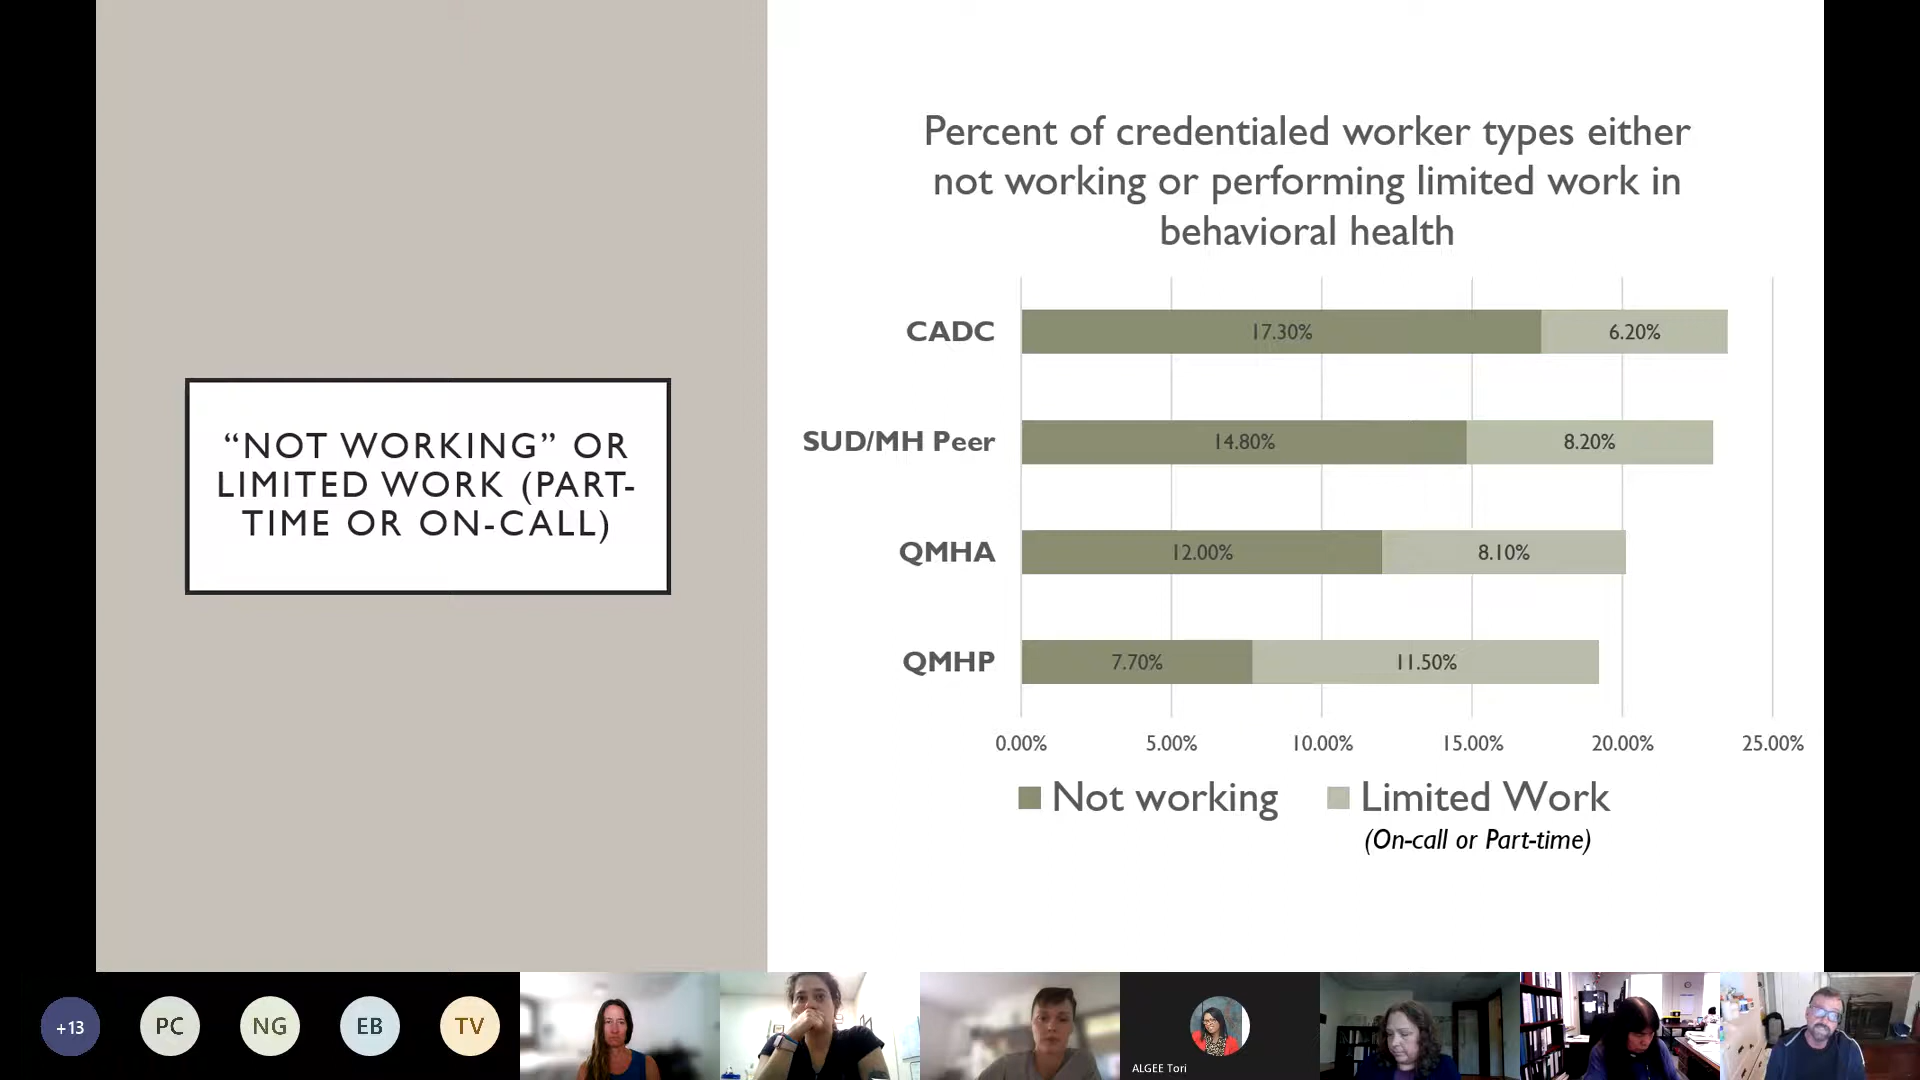 “NOT WORKING” OR
LIMITED WORK (PART-
TIME OR ON-CALL)
Percent of credentialed worker types either
not working or performing limited work in
behavioral health
CADC
17.30%
6.20%
SUD/MH Peer
14.80%
8.20%
QMHA
12.00%
8.10%
QMHP
7.70%
11.50%
0.00%
5.00%
10.00%
15.00%
20.00%
25.00%
Not working
Limited Work
(On-call or Part-time)
+13
PC
NG
EB
TV
ALGEE Tori